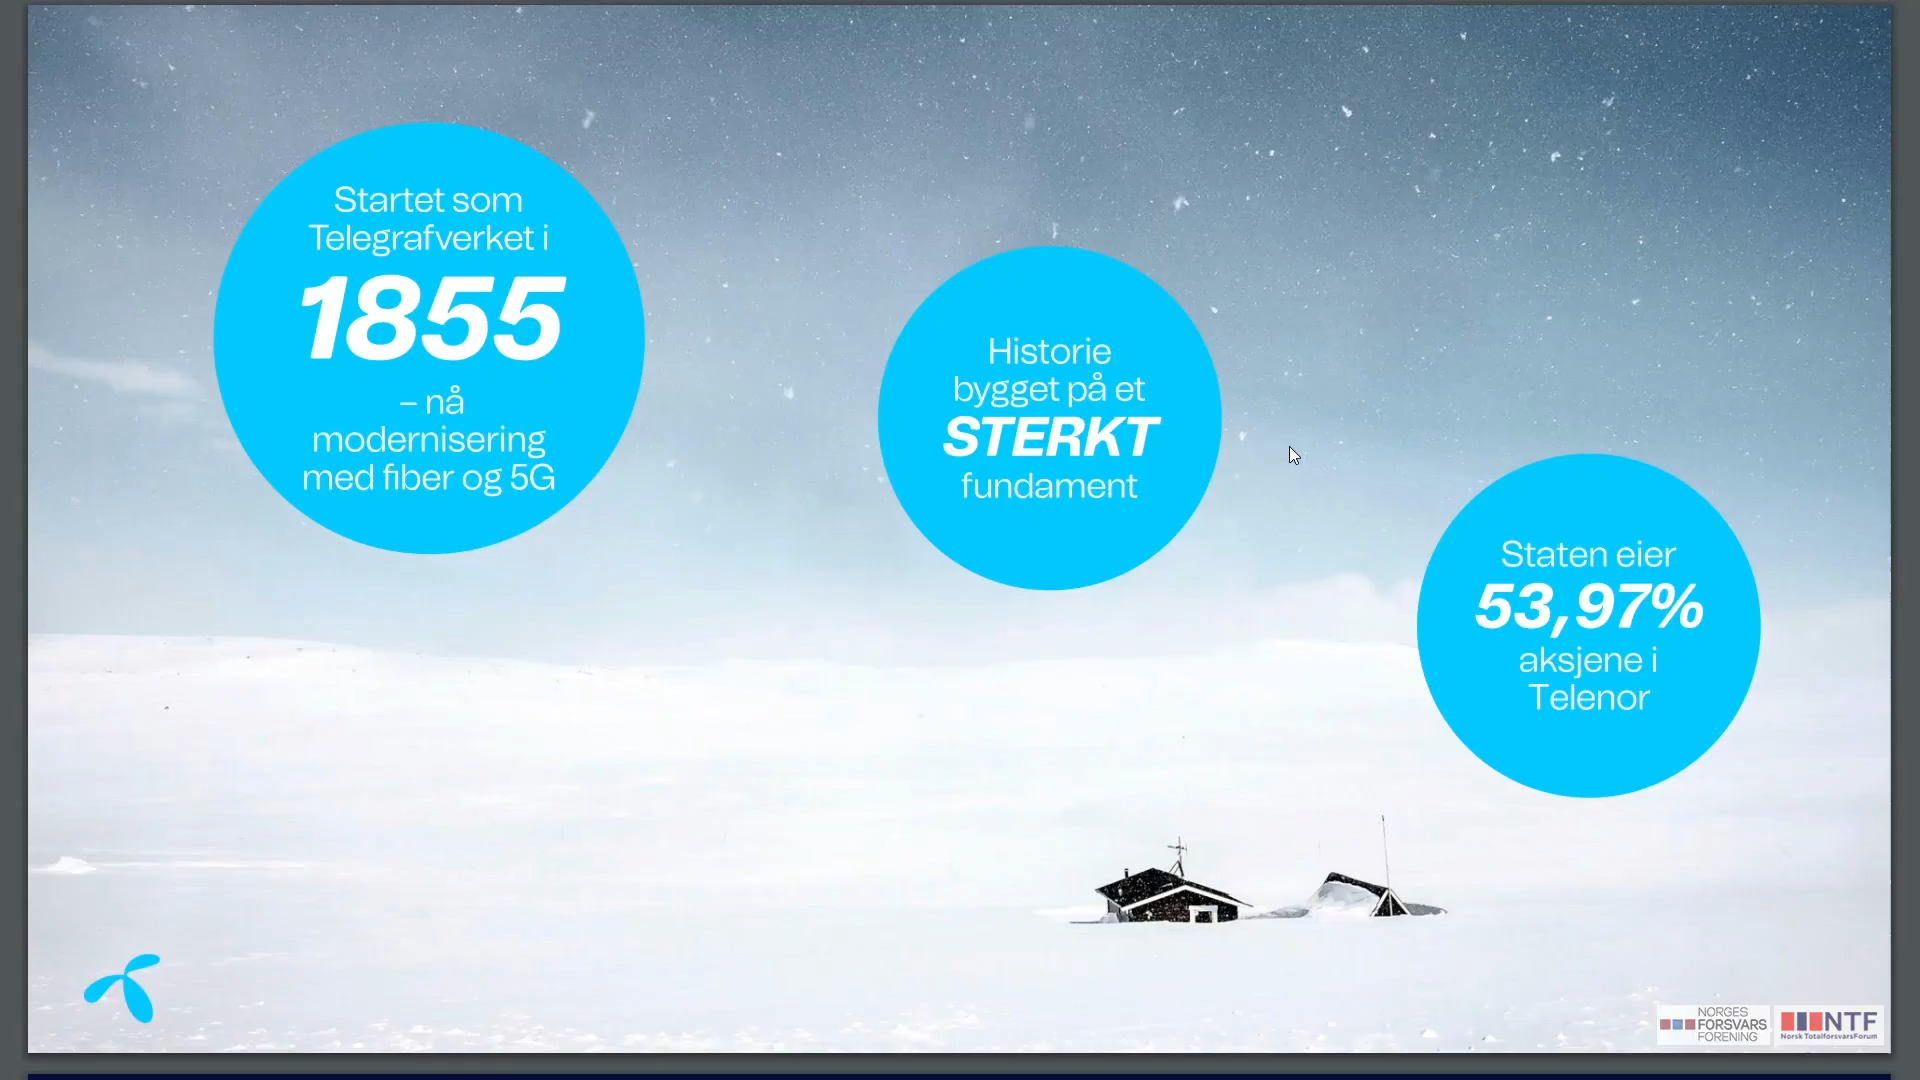 Startet som
Telegrafverket i
1855
– nå
modernisering
med fiber og 5G
Historie
bygget på et
STERKT
fundament
Staten eier
53,97%
aksjene i
Telenor
NORGES
FORSVARS
FORENING
NTF
Norsk TotalforsvarsForum